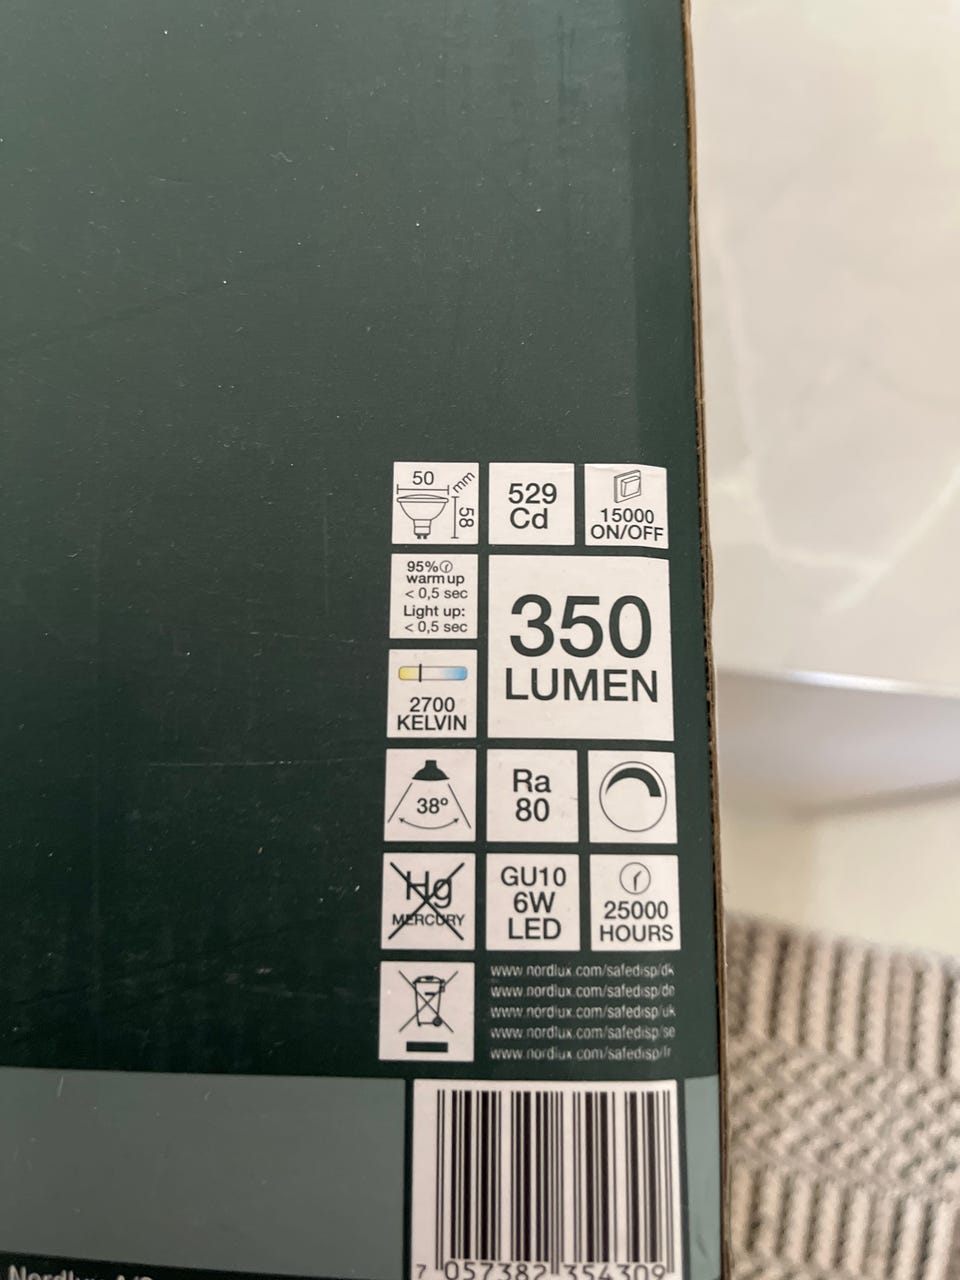 50
mm
58
529
Cd
15000
ON/OFF
95%
warm up
< 0,5 sec
Light up:
< 0,5 sec
350
LUMEN
2700
KELVIN
38º
Ra
80
Hg
MERCURY
GU10
6W
LED
25000
HOURS
www.nordlux.com/safedisp/dk
www.nordlux.com/safedisp/de
www.nordlux.com/safedisp/uk
www.nordlux.com/safedisp/se
www.nordlux.com/safedisp/fr
7 057382 354309
Nordlux A/S